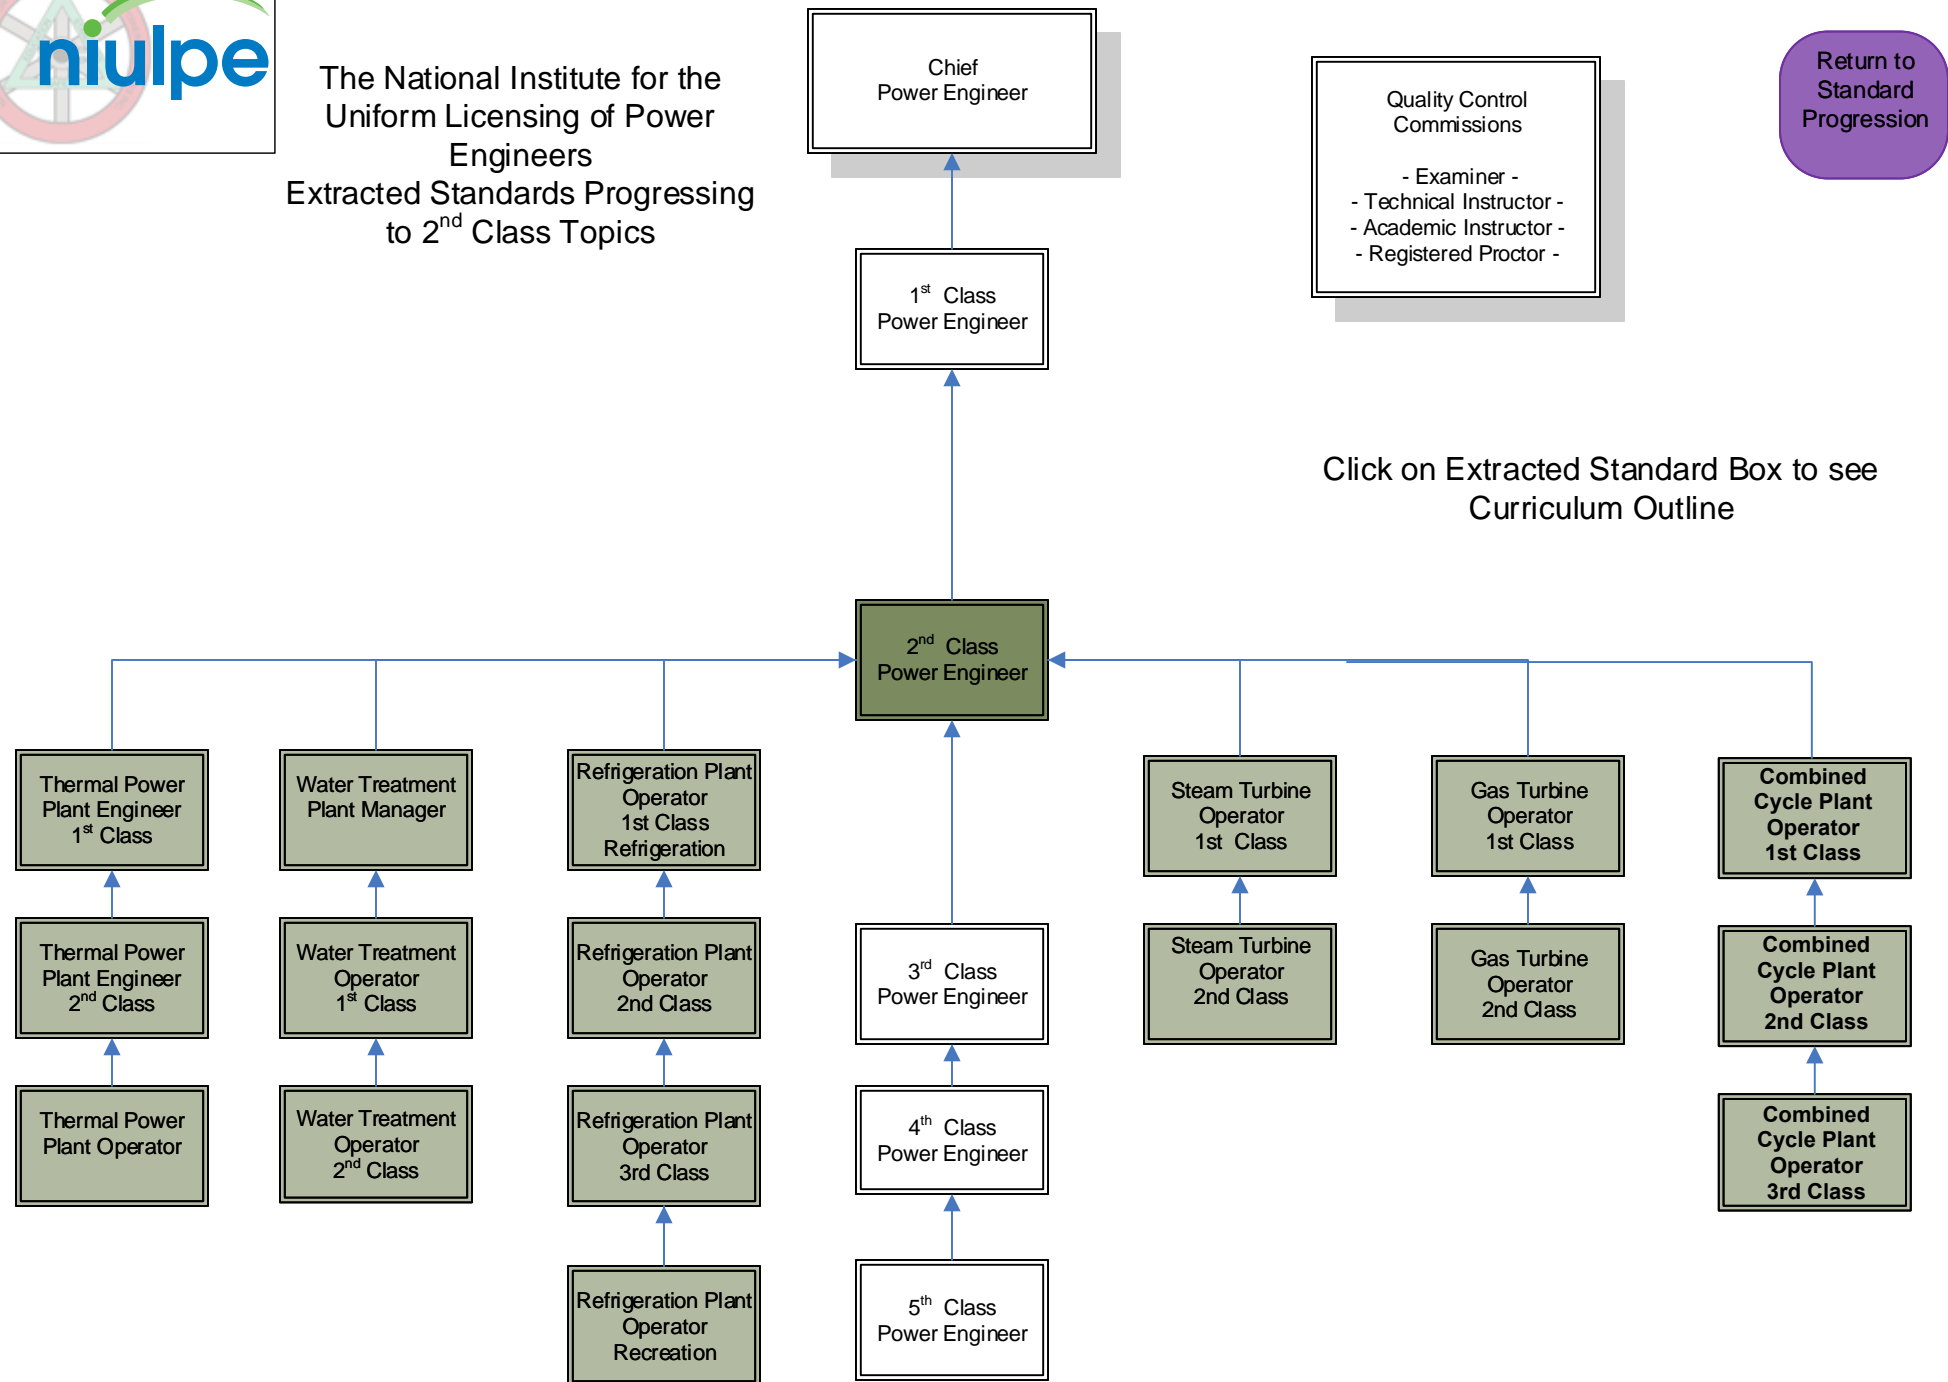 niulpe
The National Institute for the
Uniform Licensing of Power
Engineers
Extracted Standards Progressing
to 2nd Class Topics
Chief
Power Engineer
Quality Control
Commissions
- Examiner -
- Technical Instructor -
- Academic Instructor -
- Registered Proctor -
Return to
Standard
Progression
1st Class
Power Engineer
Click on Extracted Standard Box to see
Curriculum Outline
2nd Class
Power Engineer
Thermal Power
Plant Engineer
1st Class
Water Treatment
Plant Manager
Refrigeration Plant
Operator
1st Class
Refrigeration
Steam Turbine
Operator
1st Class
Gas Turbine
Operator
1st Class
Combined
Cycle Plant
Operator
1st Class
Thermal Power
Plant Engineer
2nd Class
Water Treatment
Operator
1st Class
Refrigeration Plant
Operator
2nd Class
3rd Class
Power Engineer
Steam Turbine
Operator
2nd Class
Gas Turbine
Operator
2nd Class
Combined
Cycle Plant
Operator
2nd Class
Thermal Power
Plant Operator
Water Treatment
Operator
2nd Class
Refrigeration Plant
Operator
3rd Class
4th Class
Power Engineer
Combined
Cycle Plant
Operator
3rd Class
Refrigeration Plant
Operator
Recreation
5th Class
Power Engineer